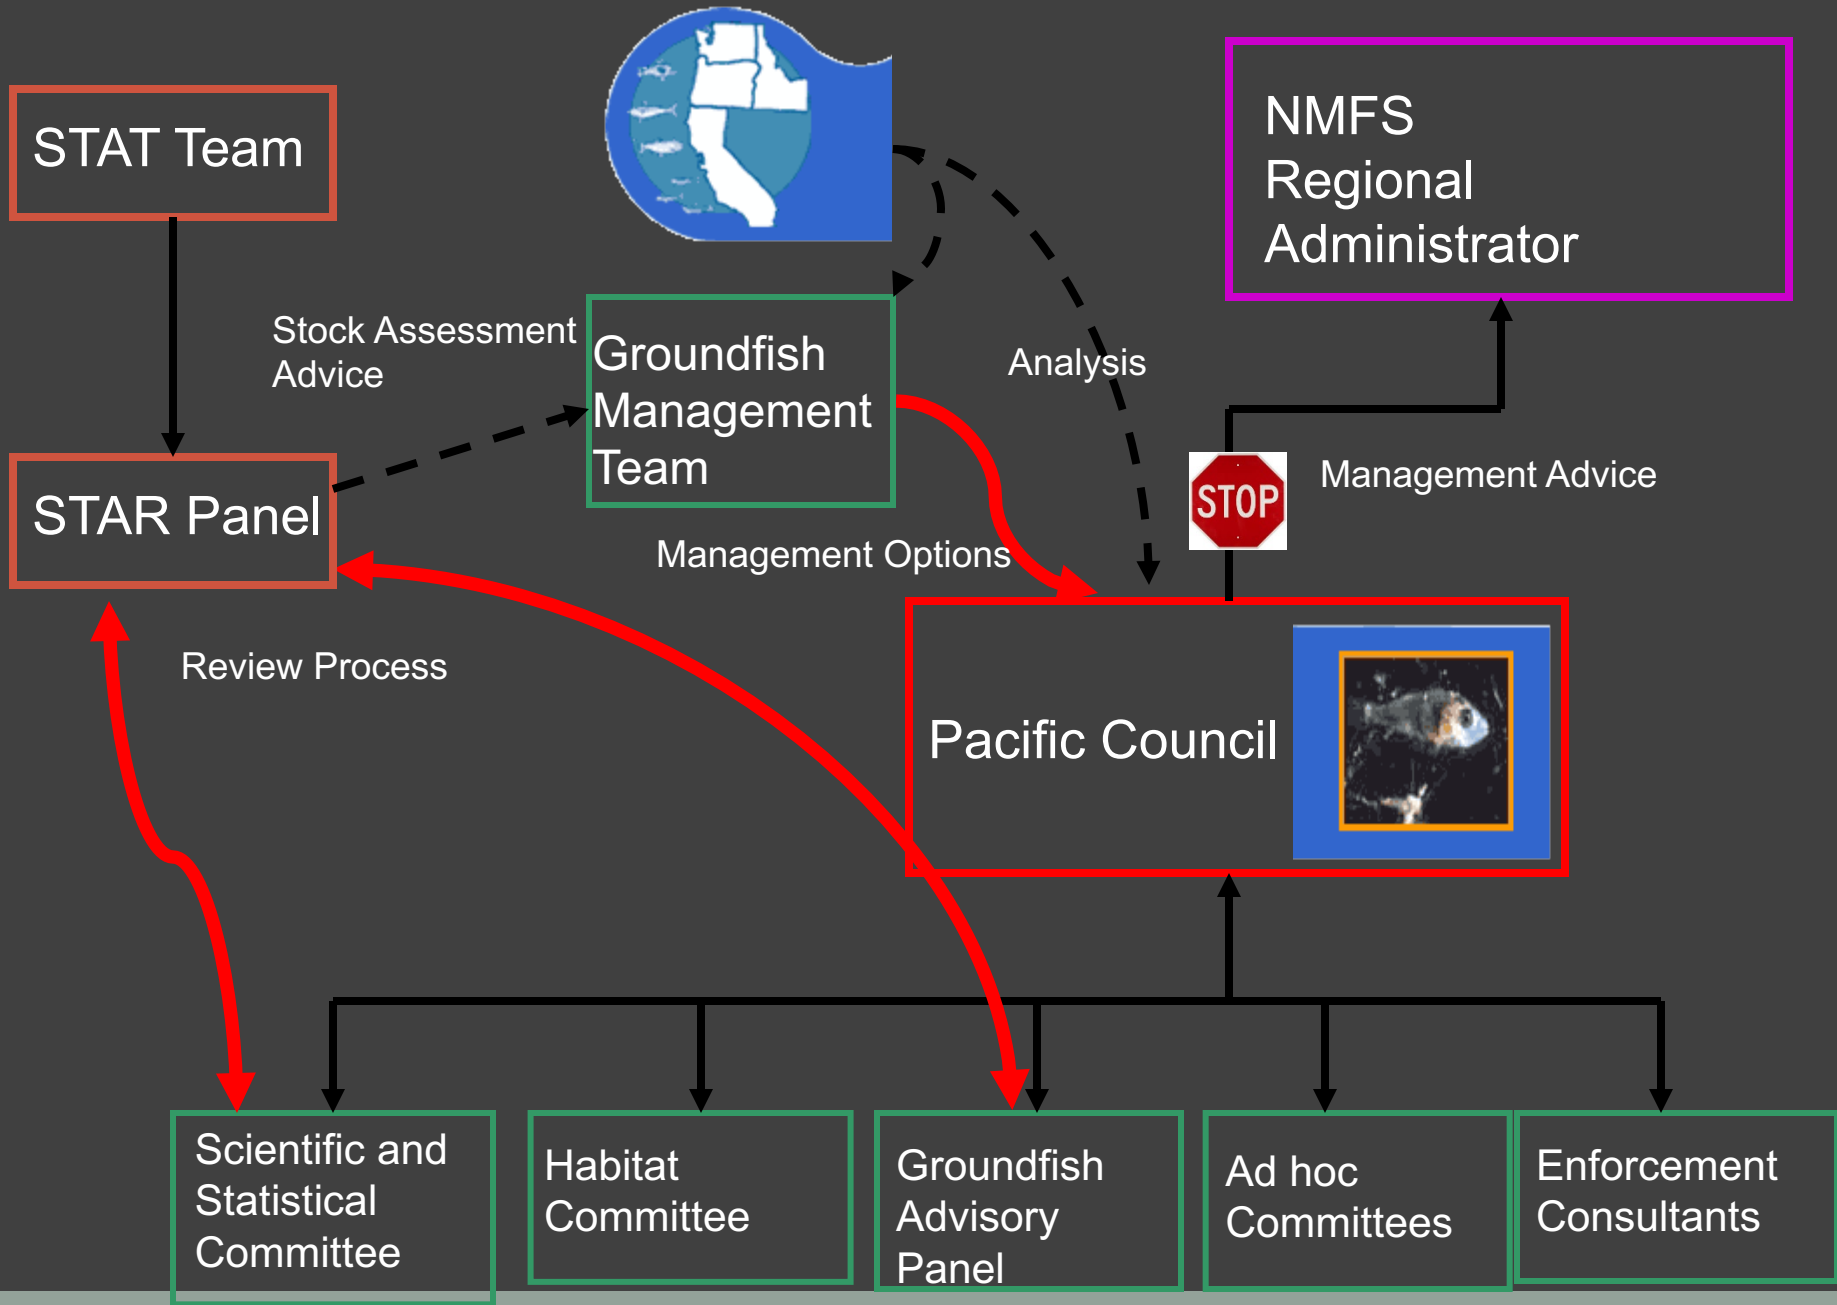 STAT Team
NMFS
Regional
Administrator
Stock Assessment
Advice
Groundfish
Management
Team
Analysis
STAR Panel
Management Options
STOP
Management Advice
Review Process
Pacific Council
Scientific and
Statistical
Committee
Habitat
Committee
Groundfish
Advisory
Panel
Ad hoc
Committees
Enforcement
Consultants